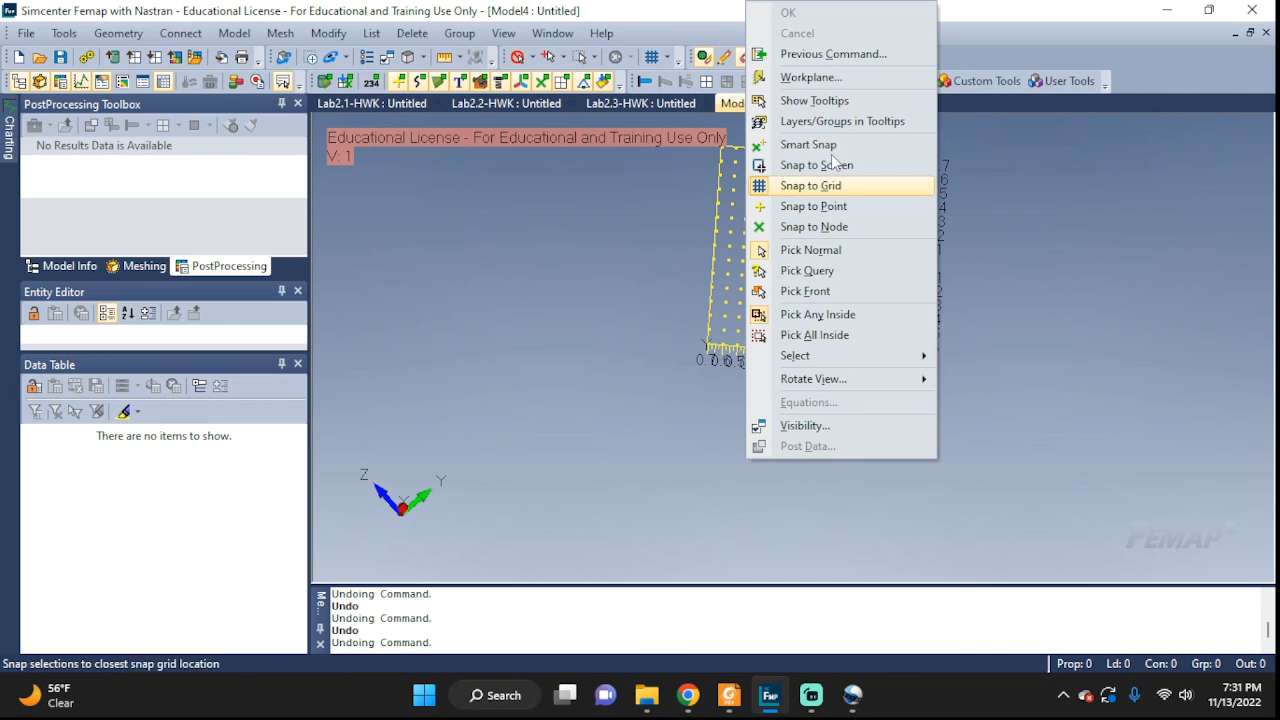 Simcenter Femap with Nastran - Educational License - For Educational and Training Use Only - [Model4 : Untitled]
File Tools Geometry Connect Model Mesh Modify List Delete Group View Window Help
Custom Tools User Tools
PostProcessing Toolbox
Lab2.1-HWK : Untitled Lab2.2-HWK : Untitled Lab2.3-HWK : Untitled
Charting
No Results Data is Available
Model Info Meshing PostProcessing
Entity Editor
Data Table
There are no items to show.
Educational License - For Educational and Training Use Only
V: 1
OK
Cancel
Previous Command...
Workplane...
Show Tooltips
Layers/Groups in Tooltips
Smart Snap
Snap to Screen
Snap to Grid
Snap to Point
Snap to Node
Pick Normal
Pick Query
Pick Front
Pick Any Inside
Pick All Inside
Select
Rotate View...
Equations...
Visibility...
Post Data...
Z Y X
FEMAP
Undoing Command.
Undo
Undoing Command.
Undo
Undoing Command.
Snap selections to closest snap grid location
Prop: 0 Ld: 0 Con: 0 Grp: 0 Out: 0
56°F
Clear
Search
7:31 PM
11/13/2022